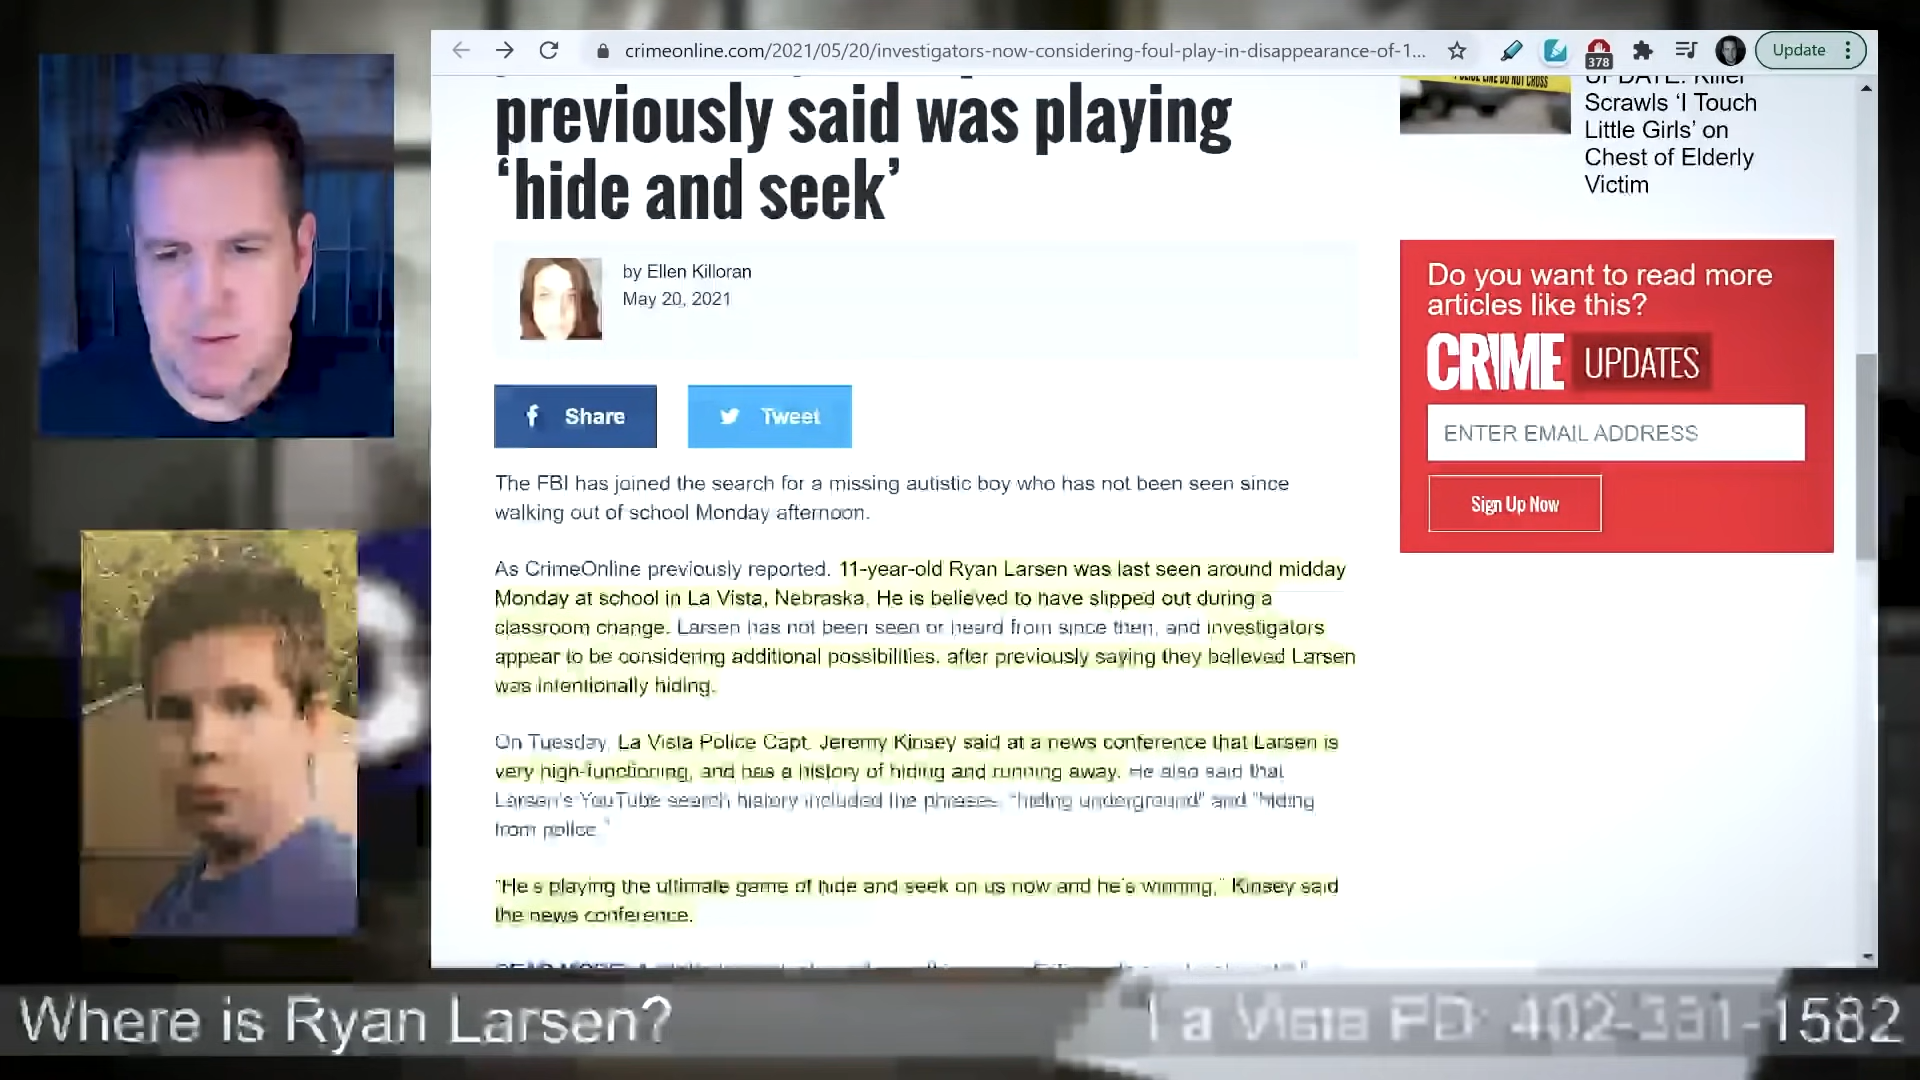 crimeonline.com/2021/05/20/investigators-now-considering-foul-play-in-disappearance-of-1...
378
Update
previously said was playing
‘hide and seek’
by Ellen Killoran
May 20, 2021
Share
Tweet
The FBI has joined the search for a missing autistic boy who has not been seen since
walking out of school Monday afternoon.
As CrimeOnline previously reported, 11-year-old Ryan Larsen was last seen around midday
Monday at school in La Vista, Nebraska. He is believed to have slipped out during a
classroom change. Larsen has not been seen or heard from since then, and investigators
appear to be considering additional possibilities, after previously saying they believed Larsen
was intentionally hiding.
On Tuesday, La Vista Police Capt. Jeremy Kinsey said at a news conference that Larsen is
very high-functioning, and has a history of hiding and running away. He also said that
Larsen's YouTube search history included the phrases, "hiding underground" and "hiding
from police."
"He's playing the ultimate game of hide and seek on us now and he's winning," Kinsey said
the news conference.
POLICE LINE DO NOT CROSS
UPDATE: Killer
Scrawls ‘I Touch
Little Girls’ on
Chest of Elderly
Victim
Do you want to read more
articles like this?
CRIME UPDATES
ENTER EMAIL ADDRESS
Sign Up Now
Where is Ryan Larsen?
La Vista PD: 402-331-1582